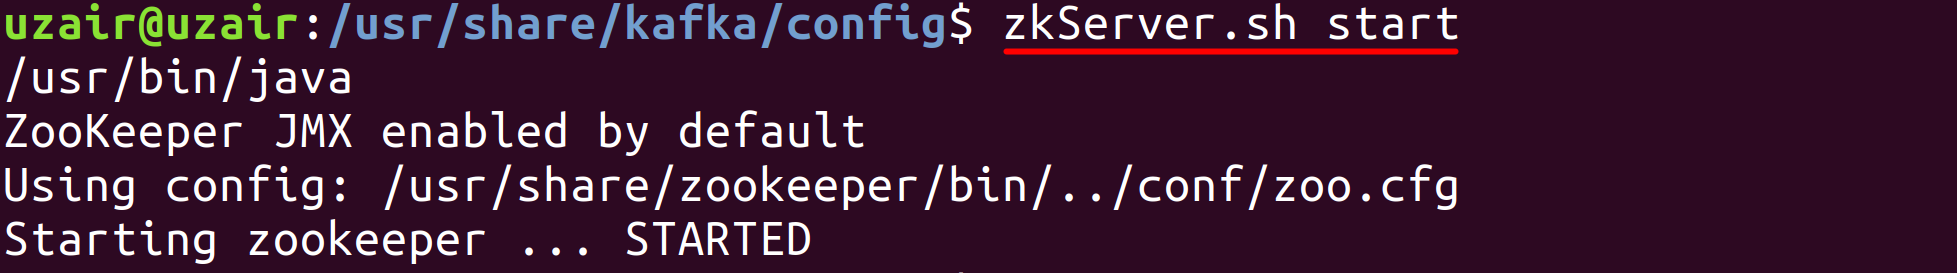 uzair@uzair:/usr/share/kafka/config$ zkServer.sh start
/usr/bin/java
ZooKeeper JMX enabled by default
Using config: /usr/share/zookeeper/bin/../conf/zoo.cfg
Starting zookeeper ... STARTED